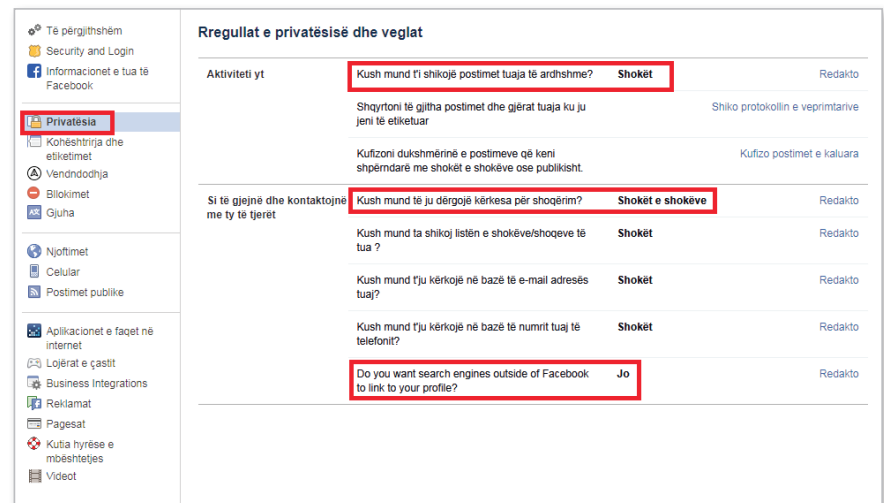 Të përgjithshëm
Security and Login
Informacionet e tua të
Facebook
Privatësia
Kohështrirja dhe
etiketimet
Vendndodhja
Bllokimet
Gjuha
Njoftimet
Celular
Postimet publike
Aplikacionet e faqet në
internet
Lojërat e çastit
Business Integrations
Reklamat
Pagesat
Kutia hyrëse e
mbështetjes
Videot
Rregullat e privatësisë dhe veglat
Aktiviteti yt
Kush mund t'i shikojë postimet tuaja të ardhshme? Shokët Redakto
Shqyrtoni të gjitha postimet dhe gjërat tuaja ku ju
jeni të etiketuar
Shiko protokollin e veprimtarive
Kufizoni dukshmërinë e postimeve që keni
shpërndarë me shokët e shokëve ose publikisht.
Kufizo postimet e kaluara
Si të gjejnë dhe kontaktojnë
me ty të tjerët
Kush mund të ju dërgojë kërkesa për shoqërim? Shokët e shokëve Redakto
Kush mund ta shikoj listën e shokëve/shoqeve të
tua ?
Shokët Redakto
Kush mund t'ju kërkojë në bazë të e-mail adresës
tuaj?
Shokët Redakto
Kush mund t'ju kërkojë në bazë të numrit tuaj të
telefonit?
Shokët Redakto
Do you want search engines outside of Facebook
to link to your profile?
Jo Redakto